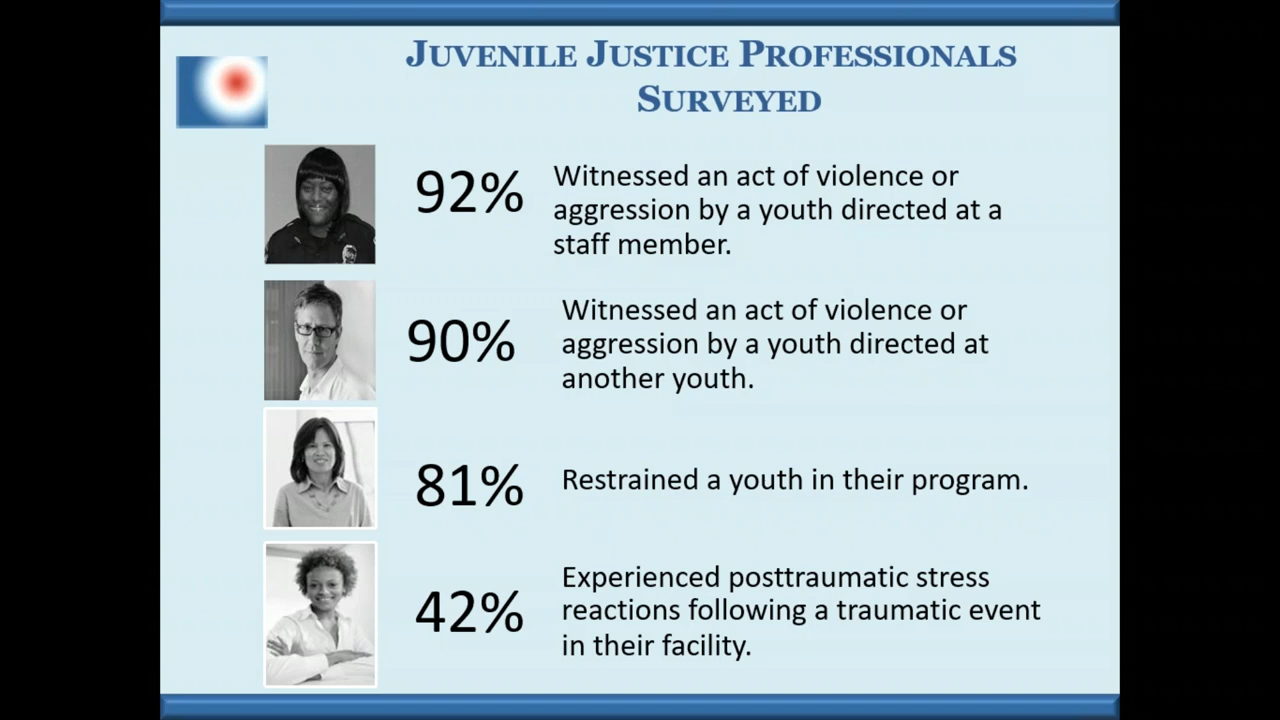 JUVENILE JUSTICE PROFESSIONALS
SURVEYED
92%
Witnessed an act of violence or
aggression by a youth directed at a
staff member.
90%
Witnessed an act of violence or
aggression by a youth directed at
another youth.
81%
Restrained a youth in their program.
42%
Experienced posttraumatic stress
reactions following a traumatic event
in their facility.